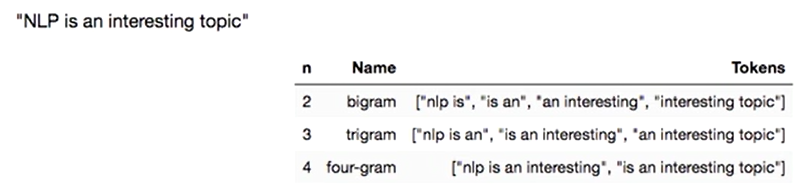 "NLP is an interesting topic"
n Name Tokens
2 bigram ["nlp is", "is an", "an interesting", "interesting topic"]
3 trigram ["nlp is an", "is an interesting", "an interesting topic"]
4 four-gram ["nlp is an interesting", "is an interesting topic"]